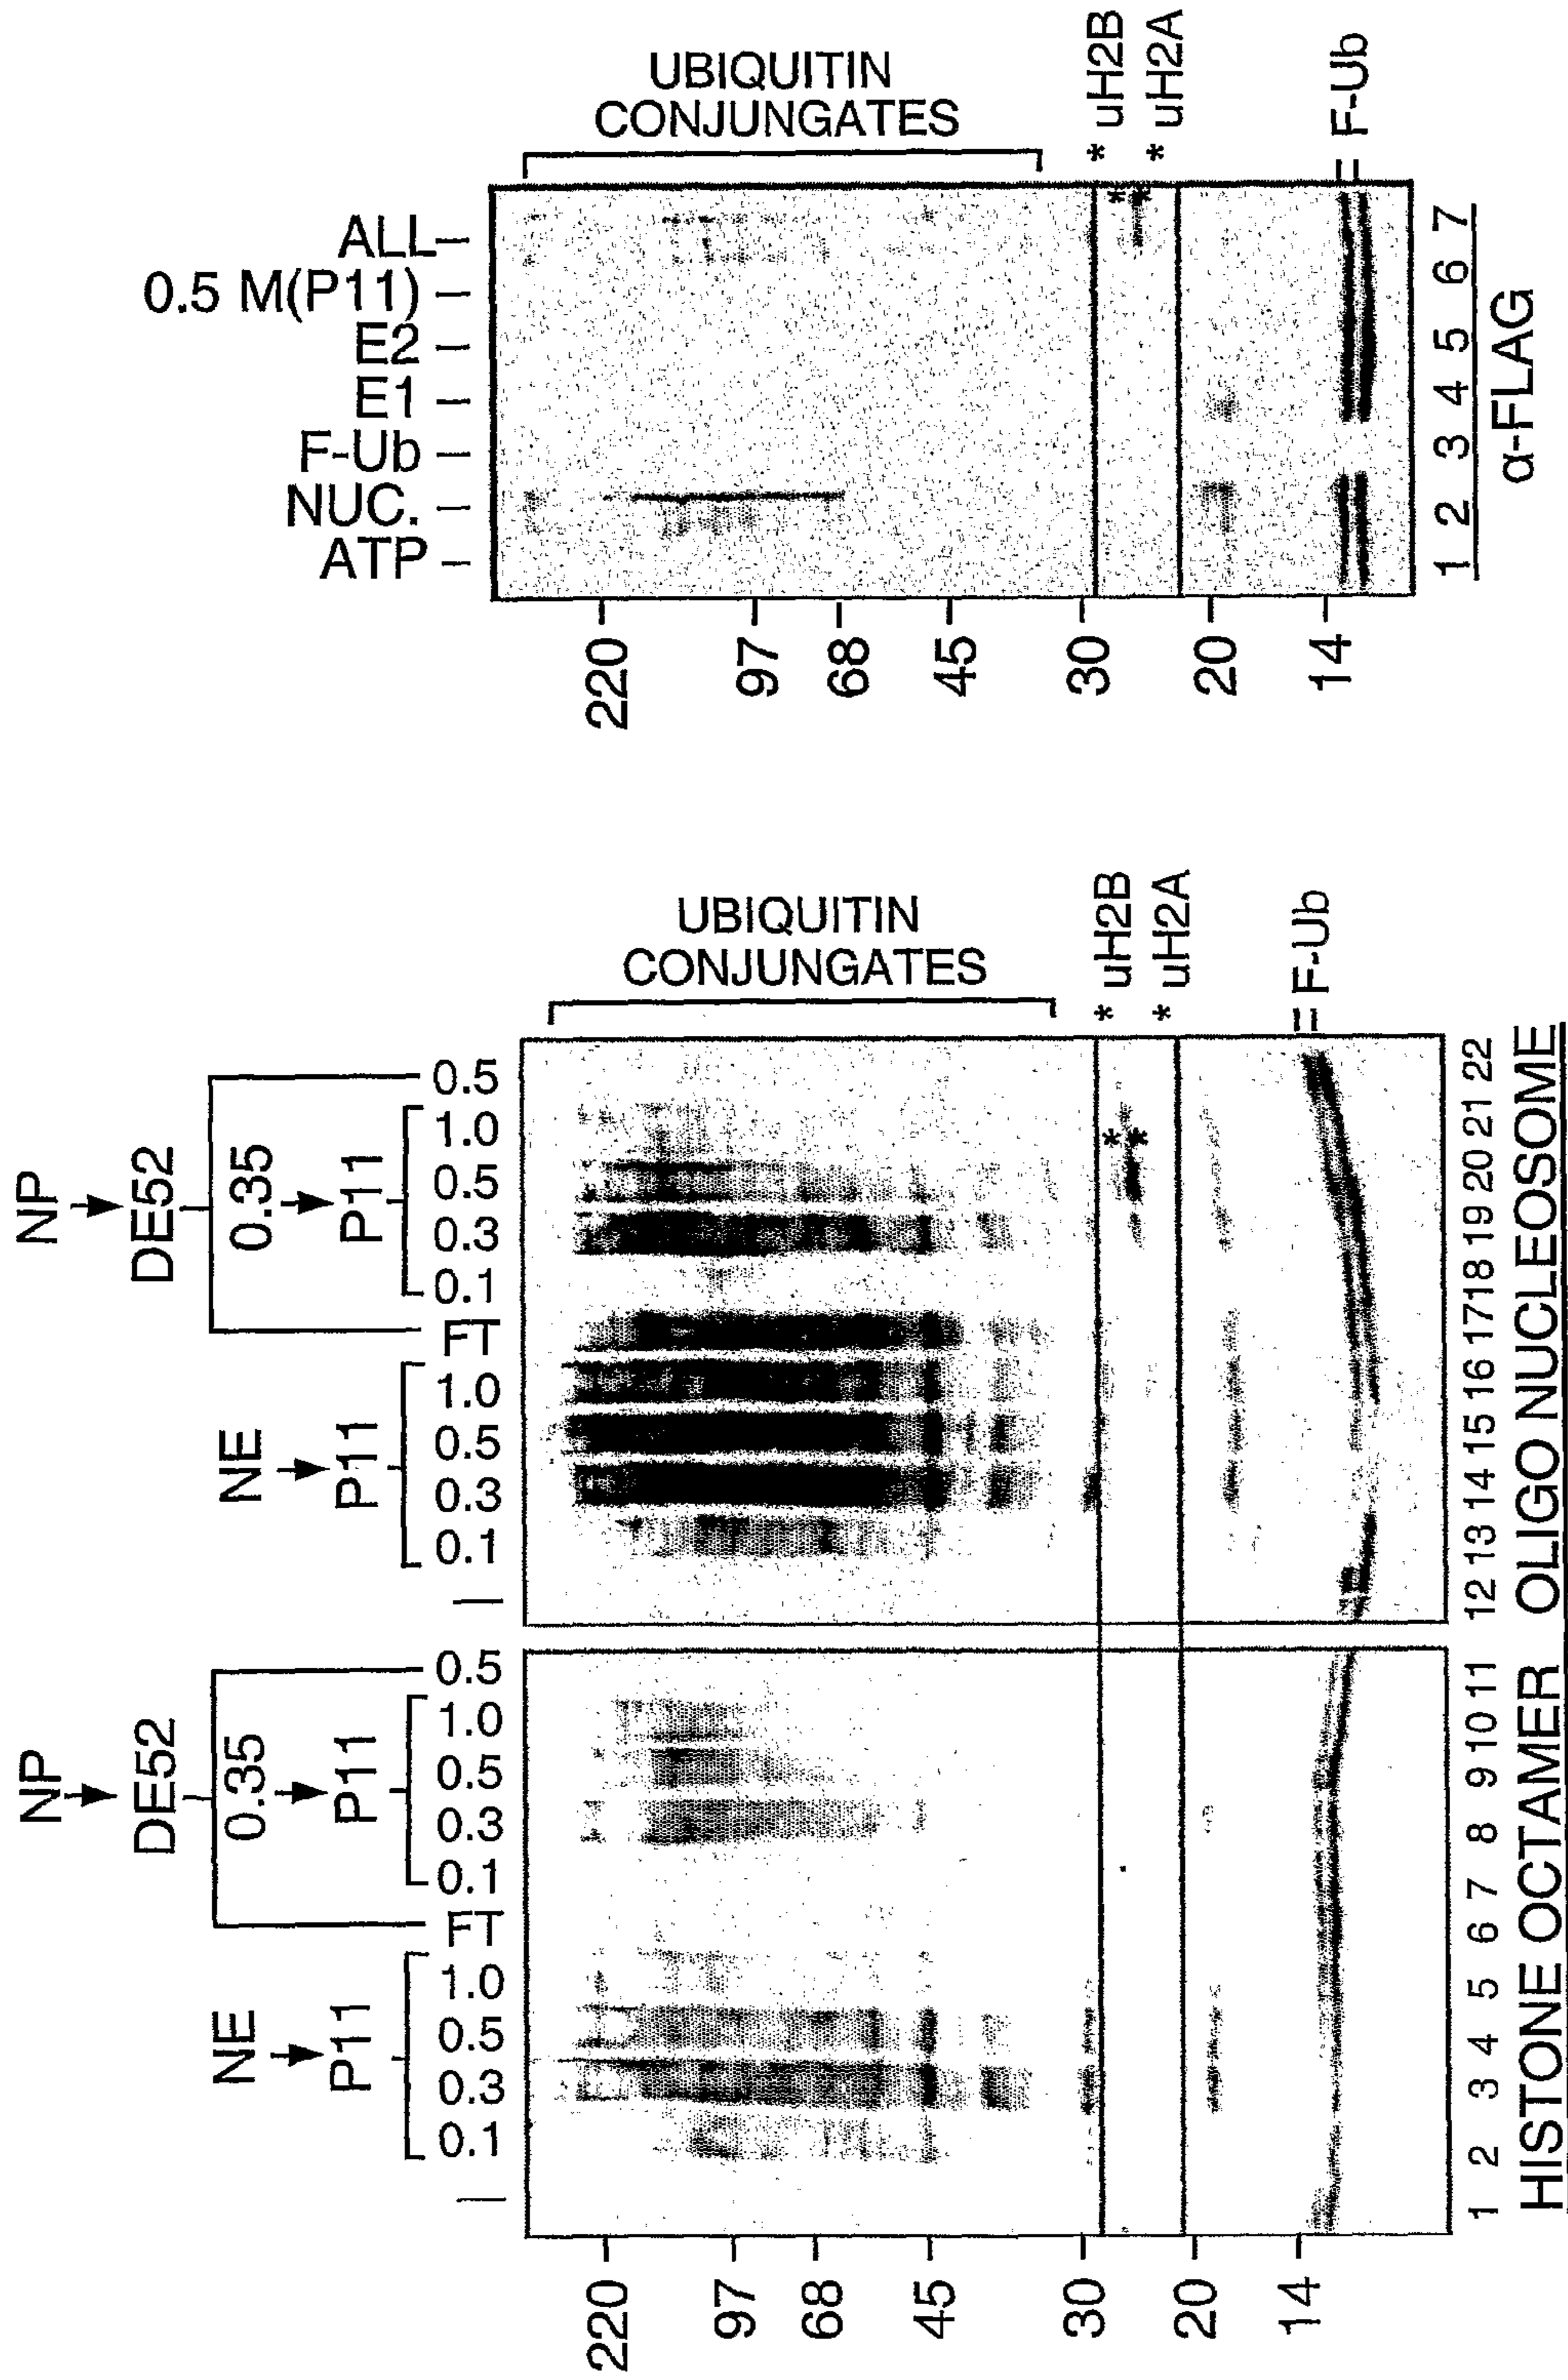 NP
DE52
NE
0.35
P11
P11
— 0.1 0.3 0.5 1.0 FT 0.1 0.3 0.5 1.0 0.5
NP
DE52
NE
0.35
P11
P11
— 0.1 0.3 0.5 1.0 FT 0.1 0.3 0.5 1.0 0.5
220
97
68
45
30
20
14
* *
UBIQUITIN
CONJUNGATES
* uH2B
* uH2A
= F-Ub
1 2 3 4 5 6 7 8 9 10 11
12 13 14 15 16 17 18 19 20 21 22
HISTONE OCTAMER
OLIGO NUCLEOSOME
ATP –
NUC. –
F-Ub –
E1 –
E2 –
0.5 M(P11) –
ALL –
220
97
68
45
30
20
14
* *
UBIQUITIN
CONJUNGATES
* uH2B
* uH2A
= F-Ub
1 2 3 4 5 6 7
α-FLAG